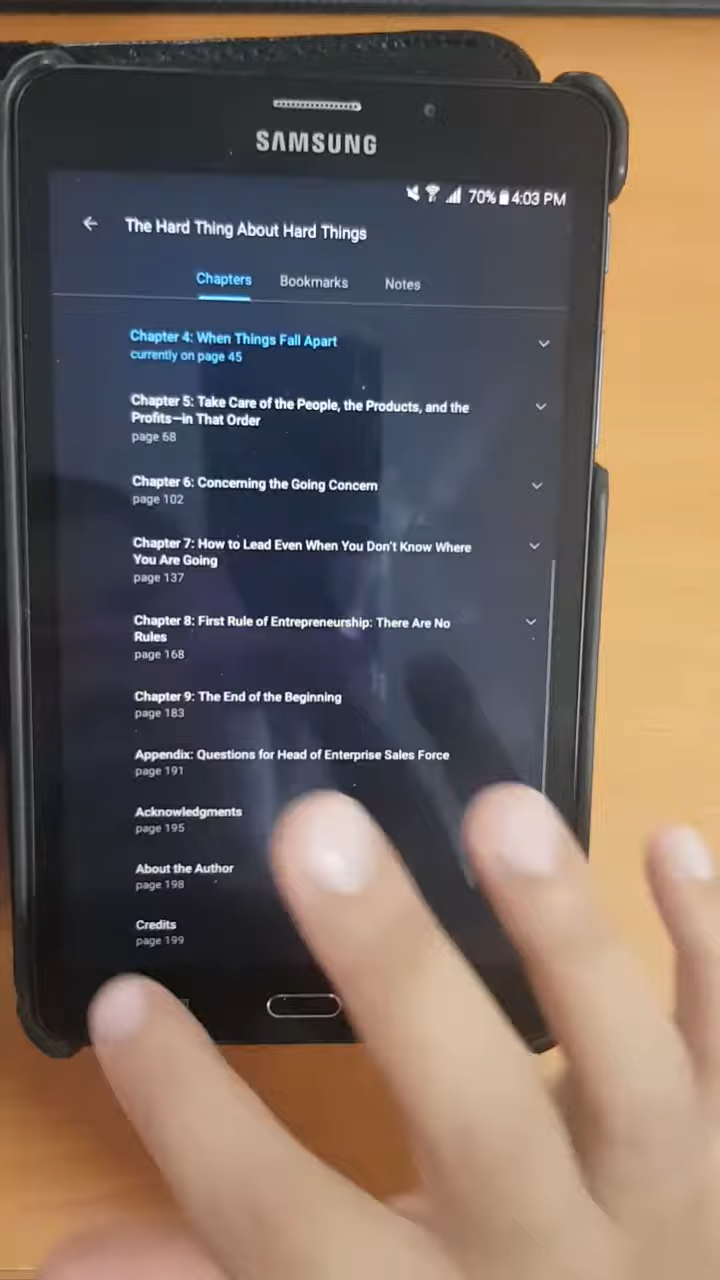 SAMSUNG
70% 4:03 PM
The Hard Thing About Hard Things
Chapters Bookmarks Notes
Chapter 4: When Things Fall Apart
currently on page 45
Chapter 5: Take Care of the People, the Products, and the
Profits—in That Order
page 68
Chapter 6: Concerning the Going Concern
page 102
Chapter 7: How to Lead Even When You Don't Know Where
You Are Going
page 137
Chapter 8: First Rule of Entrepreneurship: There Are No
Rules
page 168
Chapter 9: The End of the Beginning
page 183
Appendix: Questions for Head of Enterprise Sales Force
page 191
Acknowledgments
page 195
About the Author
page 198
Credits
page 199